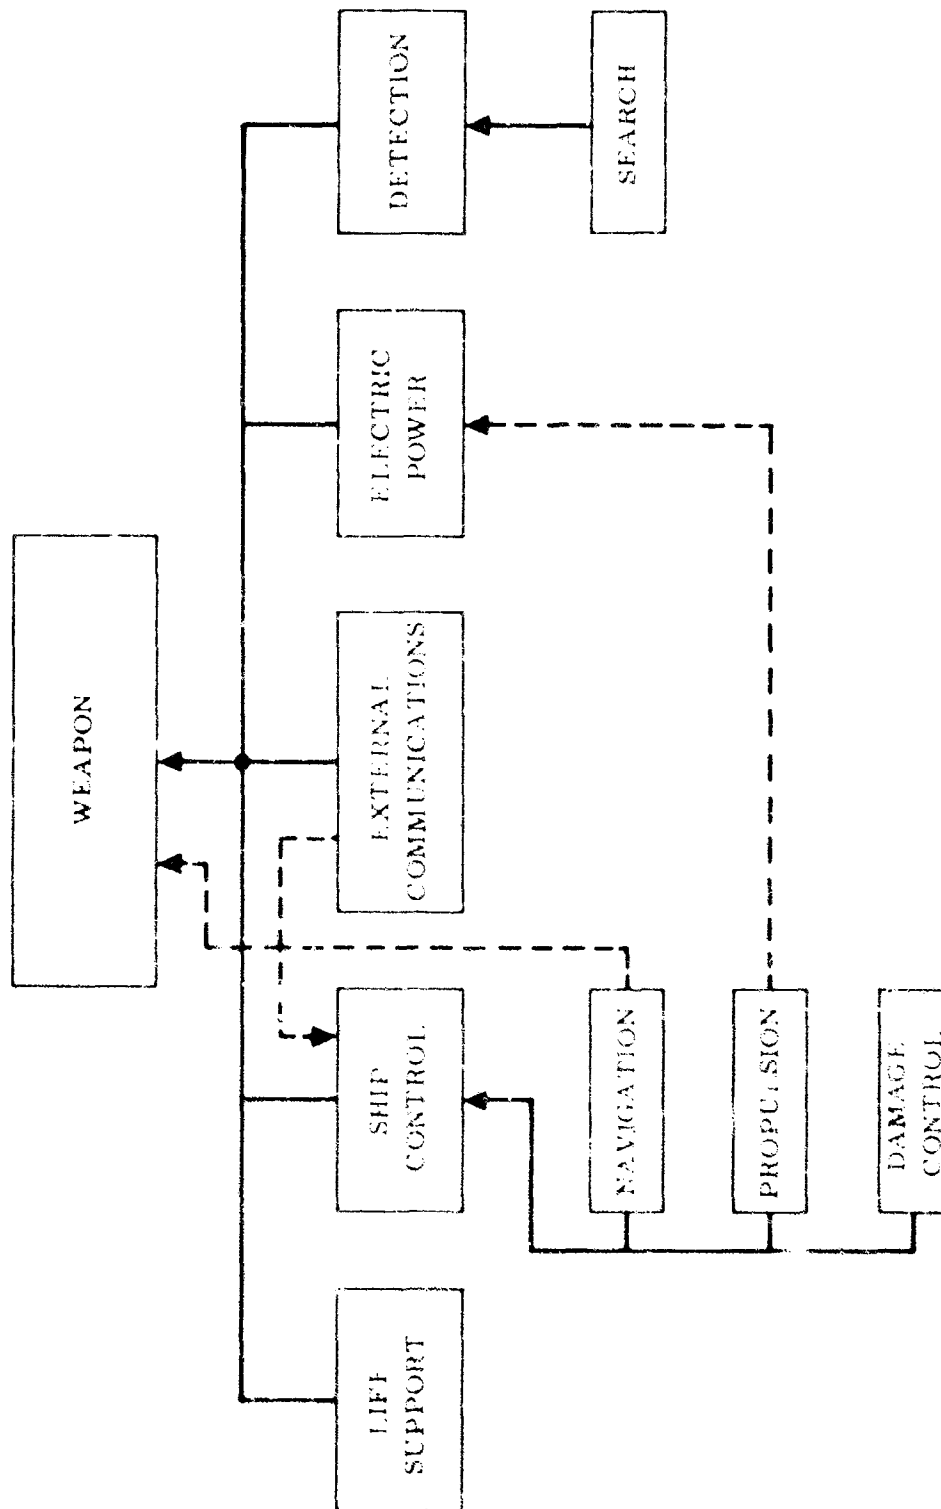 WEAPON
LIFE
SUPPORT
SHIP
CONTROL
EXTERNAL
COMMUNICATIONS
ELECTRIC
POWER
DETECTION
NAVIGATION
SEARCH
PROPULSION
DAMAGE
CONTROL